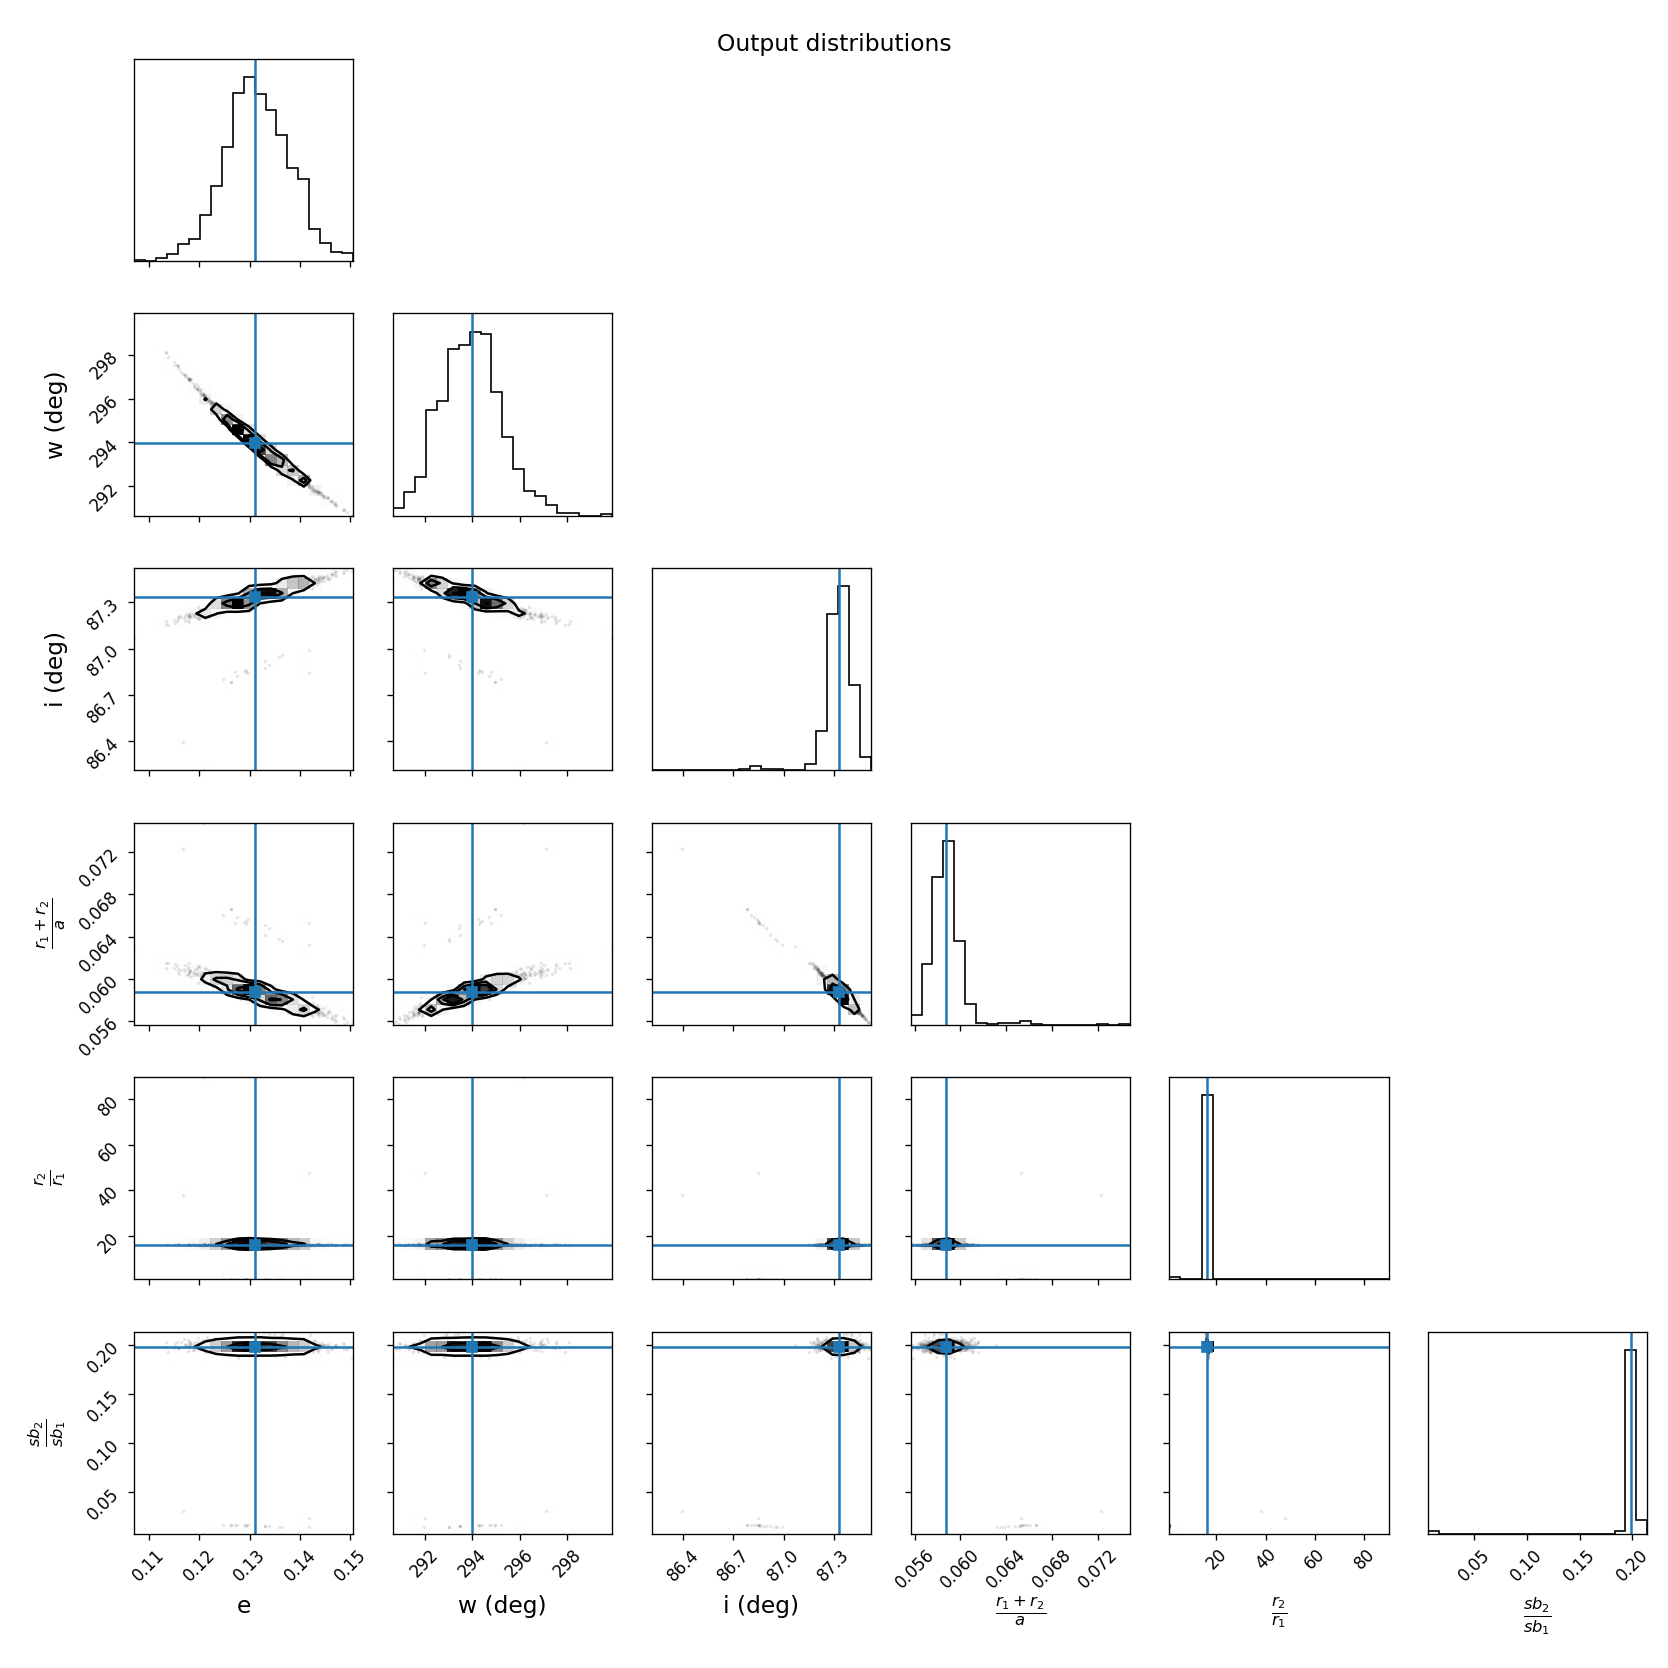 Output distributions
w (deg)
298
296
294
292
i (deg)
87.3
87.0
86.7
86.4
r₁ + r₂
a
0.072
0.068
0.064
0.060
0.056
r₂
r₁
80
60
40
20
sb₂
sb₁
0.20
0.15
0.10
0.05
0.11 0.12 0.13 0.14 0.15
292 294 296 298
86.4 86.7 87.0 87.3
0.056 0.060 0.064 0.068 0.072
20 40 60 80
0.05 0.10 0.15 0.20
e
w (deg)
i (deg)
r₁ + r₂
a
r₂
r₁
sb₂
sb₁